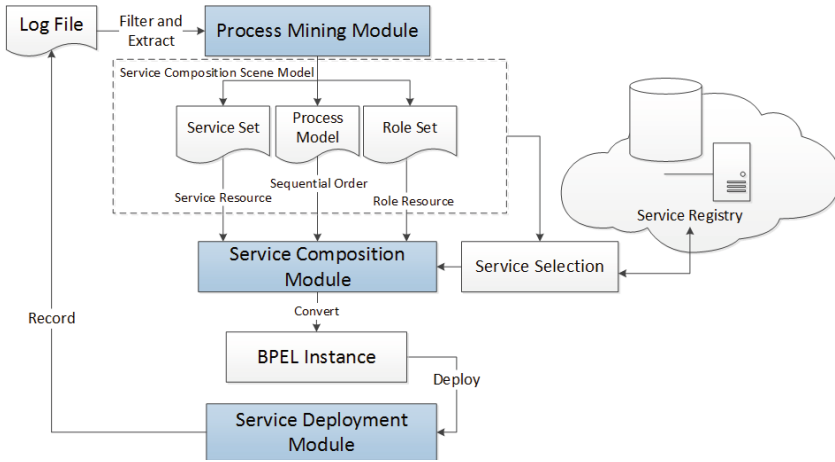 Log File
Filter and
Extract
Process Mining Module
Service Composition Scene Model
Service Set
Process
Model
Role Set
Service Resource
Sequential Order
Role Resource
Service Registry
Service Composition
Module
Service Selection
Convert
Record
BPEL Instance
Deploy
Service Deployment
Module